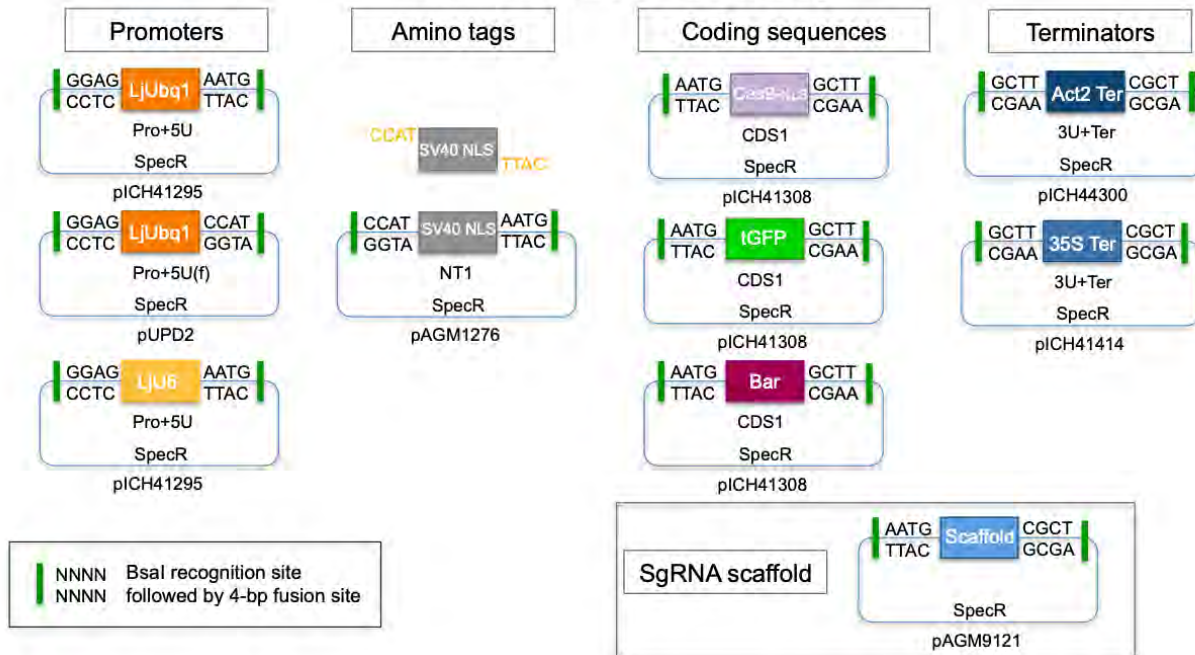 Promoters
GGAG LjUbq1 AATG
CCTC TTAC
Pro+5U
SpecR
pICH41295
GGAG LjUbq1 CCAT
CCTC GGTA
Pro+5U(f)
SpecR
pUPD2
GGAG LjU6 AATG
CCTC TTAC
Pro+5U
SpecR
pICH41295
Amino tags
CCAT SV40 NLS TTAC
CCAT SV40 NLS AATG
GGTA TTAC
NT1
SpecR
pAGM1276
Coding sequences
AATG Cas9-NLS GCTT
TTAC CGAA
CDS1
SpecR
pICH41308
AATG tGFP GCTT
TTAC CGAA
CDS1
SpecR
pICH41308
AATG Bar GCTT
TTAC CGAA
CDS1
SpecR
pICH41308
Terminators
GCTT Act2 Ter CGCT
CGAA GCGA
3U+Ter
SpecR
pICH44300
GCTT 35S Ter CGCT
CGAA GCGA
3U+Ter
SpecR
pICH41414
NNNN BsaI recognition site
NNNN followed by 4-bp fusion site
SgRNA scaffold
AATG Scaffold CGCT
TTAC GCGA
SpecR
pAGM9121